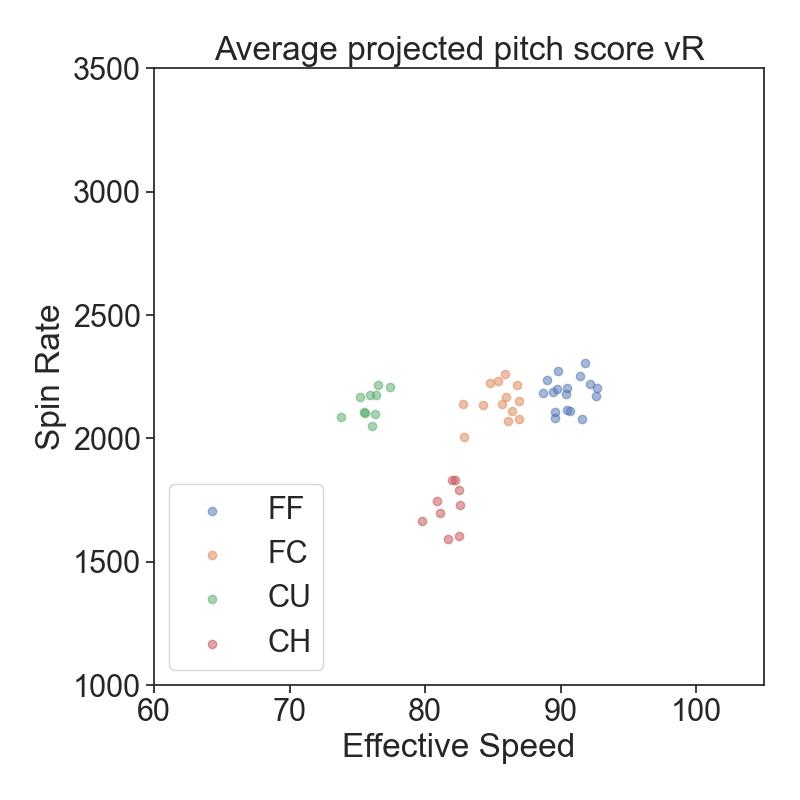 Average projected pitch score vR
3500
3000
2500
2000
1500
1000
Spin Rate
FF
FC
CU
CH
60 70 80 90 100
Effective Speed